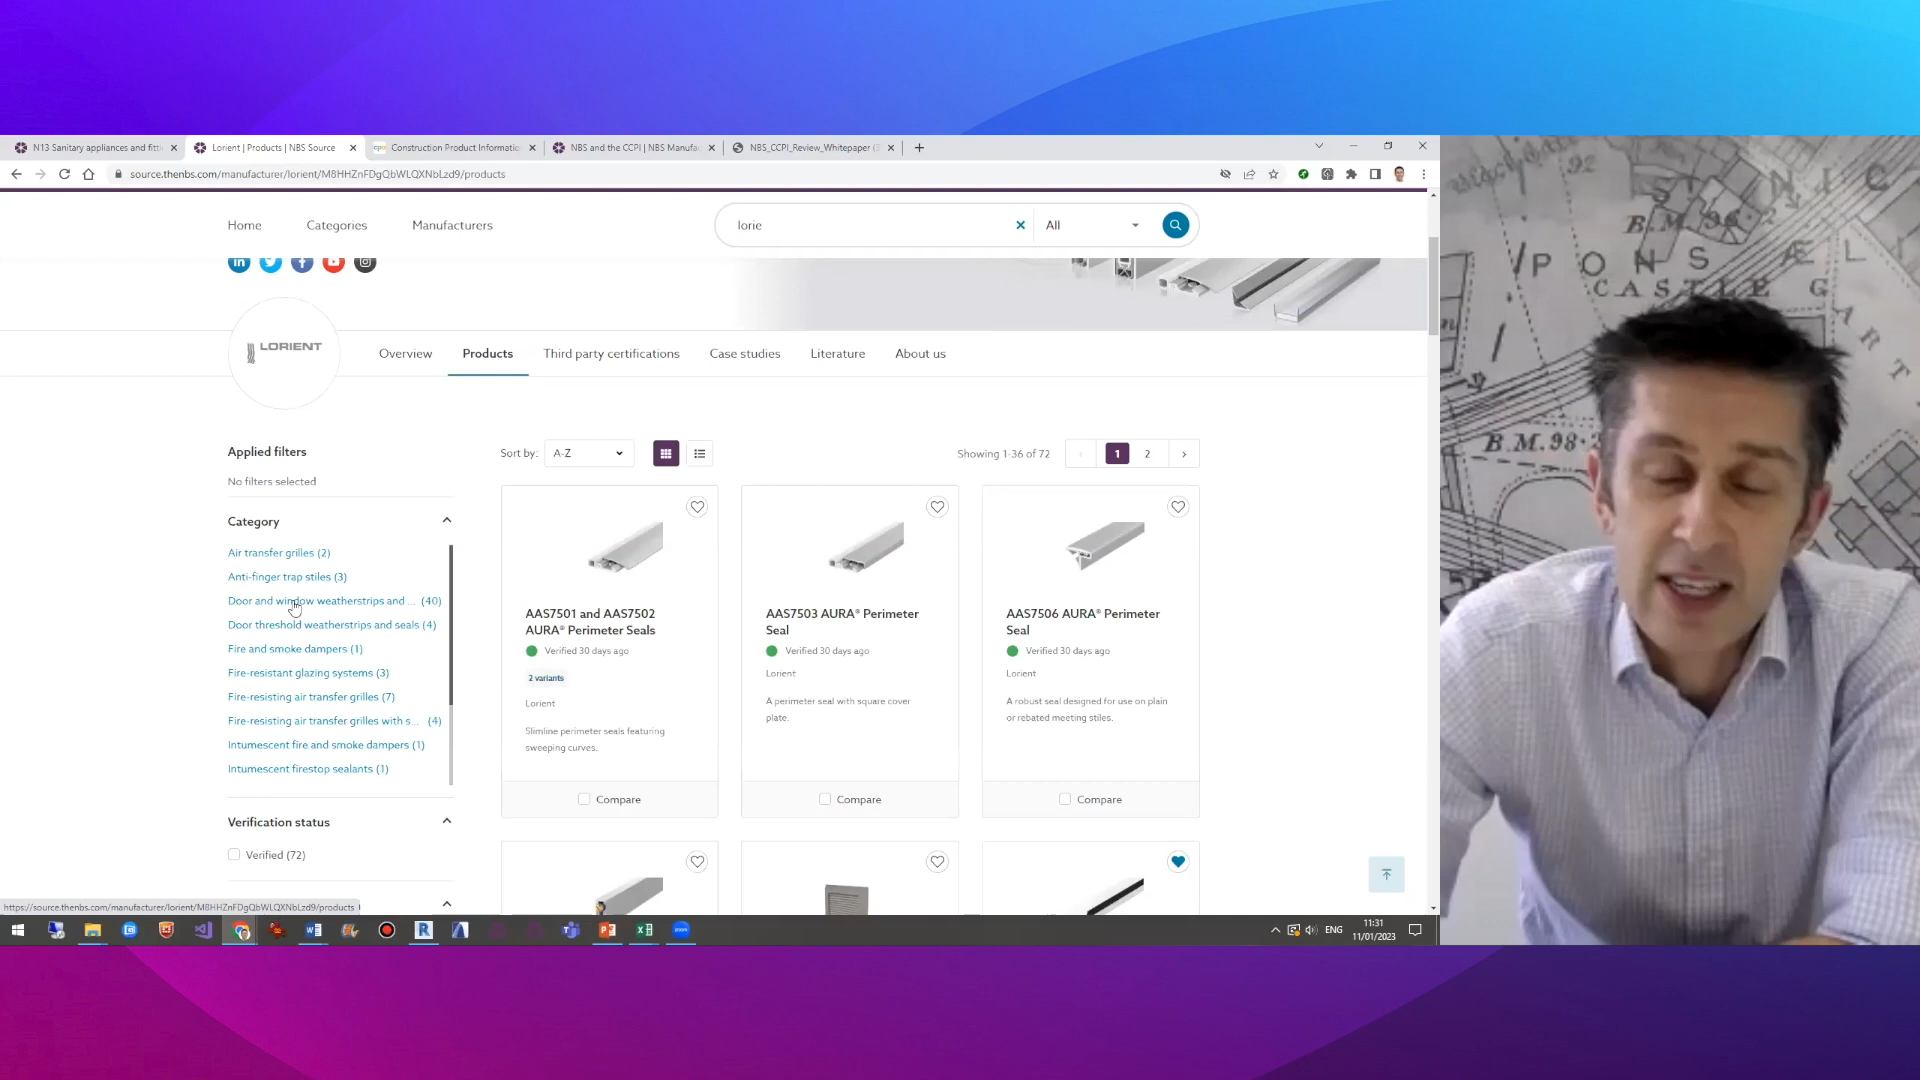 N13 Sanitary appliances and fitti
Lorient | Products | NBS Source
Construction Product Informatio
NBS and the CCPI | NBS Manufac
NBS_CCPI_Review_Whitepaper (
source.thenbs.com/manufacturer/lorient/M8HHZnFDgQbWLQXNbLzd9/products
Home
Categories
Manufacturers
lorie
All
LORIENT
Overview
Products
Third party certifications
Case studies
Literature
About us
Applied filters
No filters selected
Category
Air transfer grilles (2)
Anti-finger trap stiles (3)
Door and window weatherstrips and ... (40)
Door threshold weatherstrips and seals (4)
Fire and smoke dampers (1)
Fire-resistant glazing systems (3)
Fire-resisting air transfer grilles (7)
Fire-resisting air transfer grilles with s... (4)
Intumescent fire and smoke dampers (1)
Intumescent firestop sealants (1)
Verification status
Verified (72)
Sort by:
A-Z
Showing 1-36 of 72
1
2
AAS7501 and AAS7502
AURA® Perimeter Seals
Verified 30 days ago
2 variants
Lorient
Slimline perimeter seals featuring
sweeping curves.
Compare
AAS7503 AURA® Perimeter
Seal
Verified 30 days ago
Lorient
A perimeter seal with square cover
plate.
Compare
AAS7506 AURA® Perimeter
Seal
Verified 30 days ago
Lorient
A robust seal designed for use on plain
or rebated meeting stiles.
Compare
https://source.thenbs.com/manufacturer/lorient/M8HHZnFDgQbWLQXNbLzd9/products
ENG
11:31
11/01/2023
B.M. 98·2
PONS ÆL
CASTLE GART
B.M. 98·2